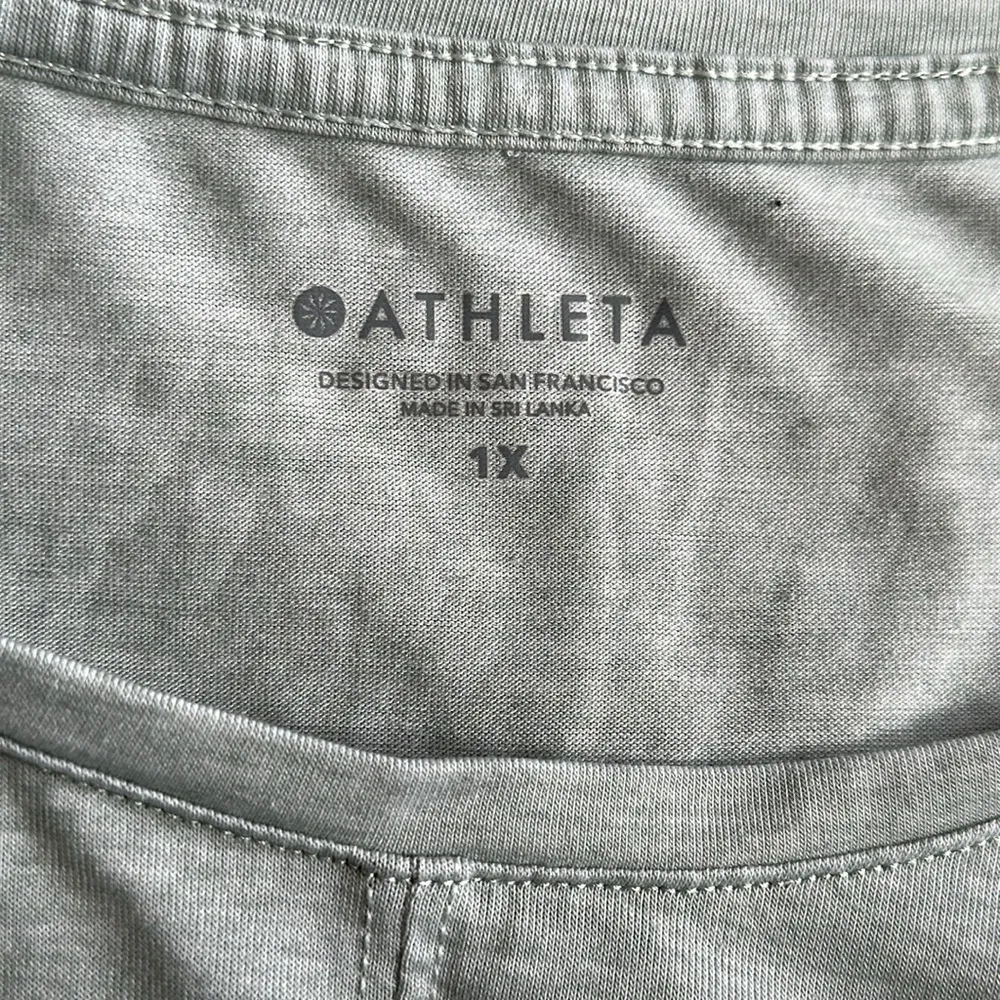 ATHLETA
DESIGNED IN SAN FRANCISCO
MADE IN SRI LANKA
1X